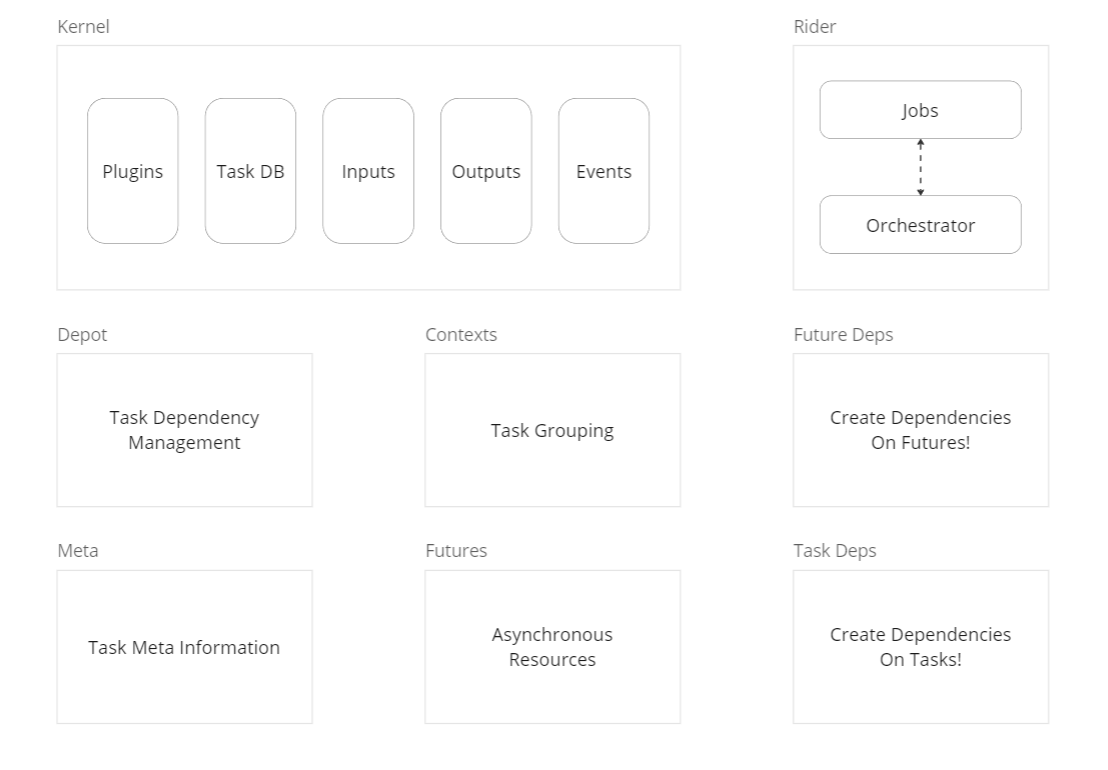 Kernel
Plugins
Task DB
Inputs
Outputs
Events
Rider
Jobs
Orchestrator
Depot
Task Dependency
Management
Contexts
Task Grouping
Future Deps
Create Dependencies
On Futures!
Meta
Task Meta Information
Futures
Asynchronous
Resources
Task Deps
Create Dependencies
On Tasks!